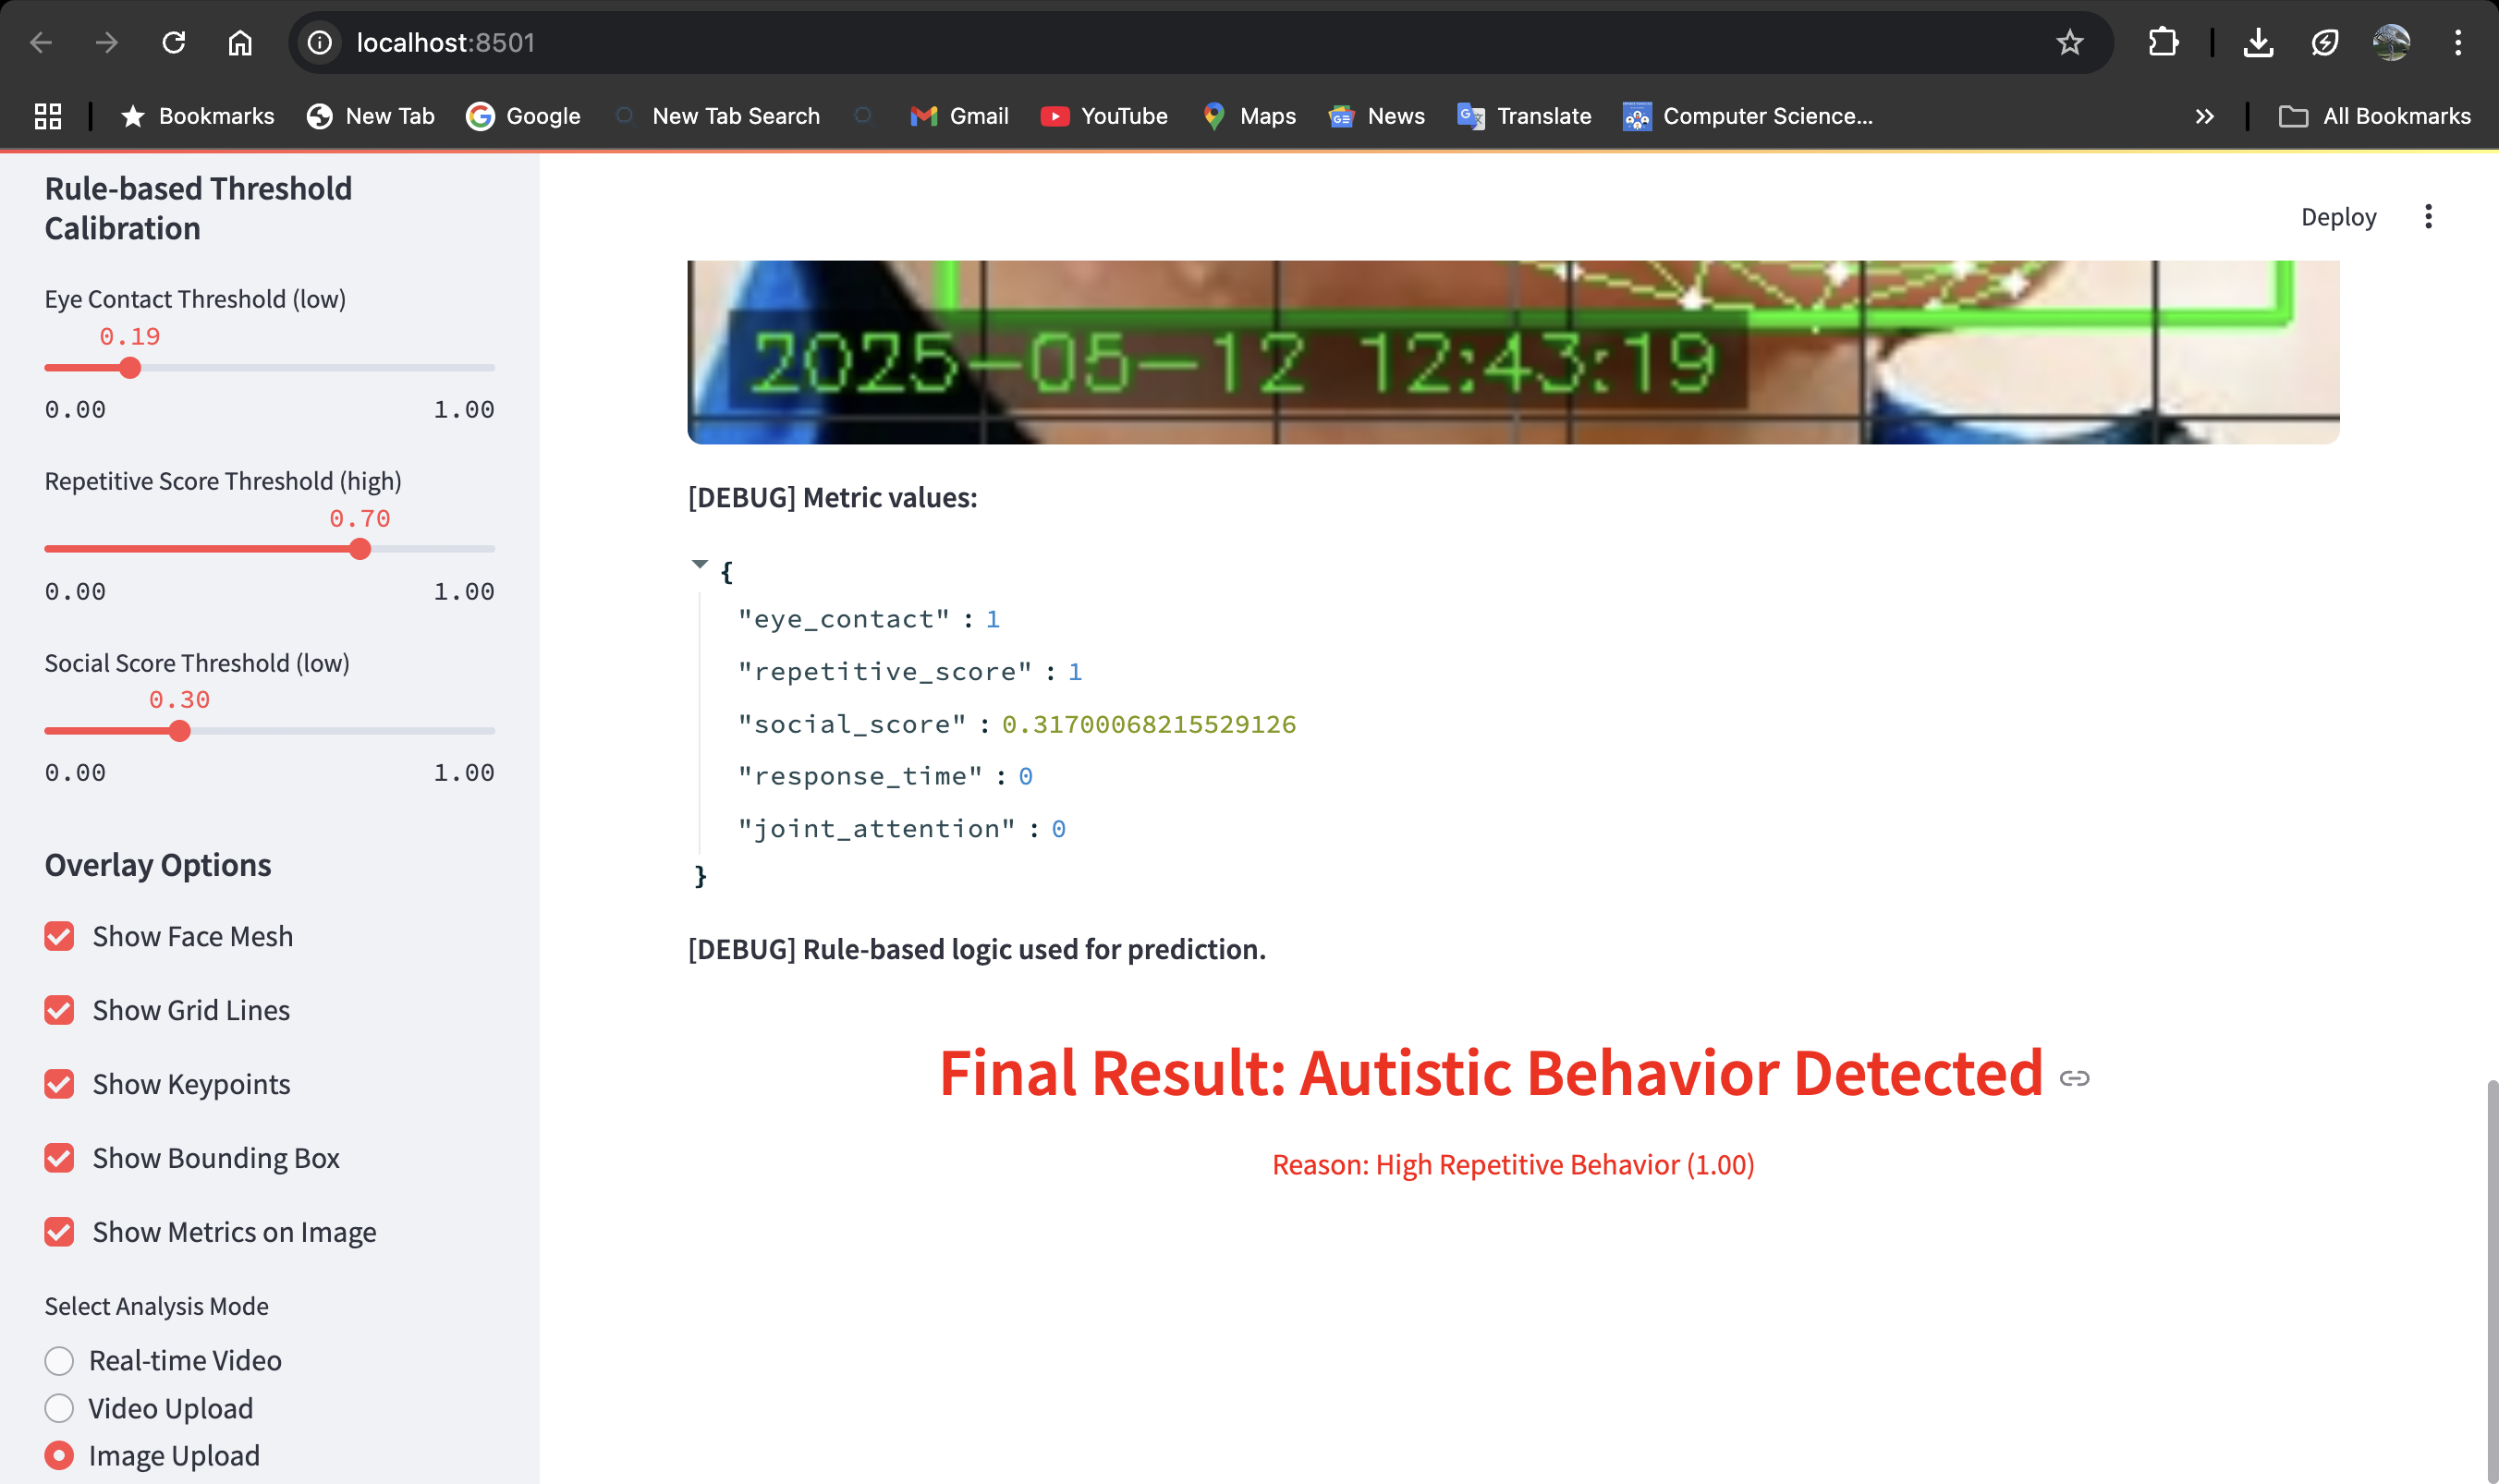 localhost:8501
Bookmarks
New Tab
Google
New Tab Search
Gmail
YouTube
Maps
News
Translate
Computer Science...
All Bookmarks
Rule-based Threshold
Calibration
Eye Contact Threshold (low)
0.19
0.00 1.00
Repetitive Score Threshold (high)
0.70
0.00 1.00
Social Score Threshold (low)
0.30
0.00 1.00
Overlay Options
Show Face Mesh
Show Grid Lines
Show Keypoints
Show Bounding Box
Show Metrics on Image
Select Analysis Mode
Real-time Video
Video Upload
Image Upload
Deploy
2025-05-12 12:43:19
[DEBUG] Metric values:
{
"eye_contact" : 1
"repetitive_score" : 1
"social_score" : 0.31700068215529126
"response_time" : 0
"joint_attention" : 0
}
[DEBUG] Rule-based logic used for prediction.
Final Result: Autistic Behavior Detected
Reason: High Repetitive Behavior (1.00)